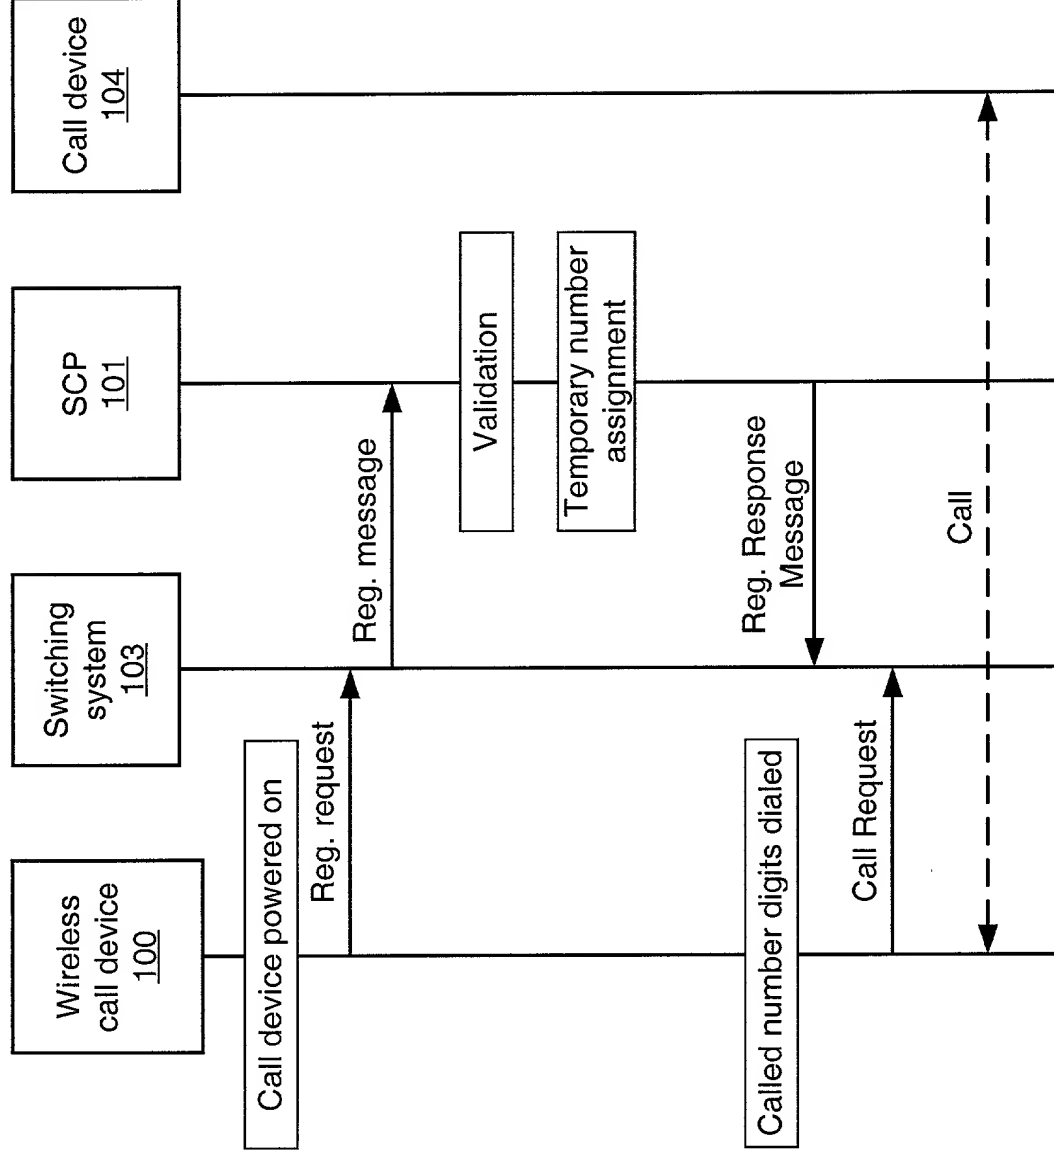 Wireless
call device
100
Switching
system
103
SCP
101
Call device
104
Call device powered on
Reg. request
Reg. message
Validation
Temporary number
assignment
Reg. Response
Message
Called number digits dialed
Call Request
Call